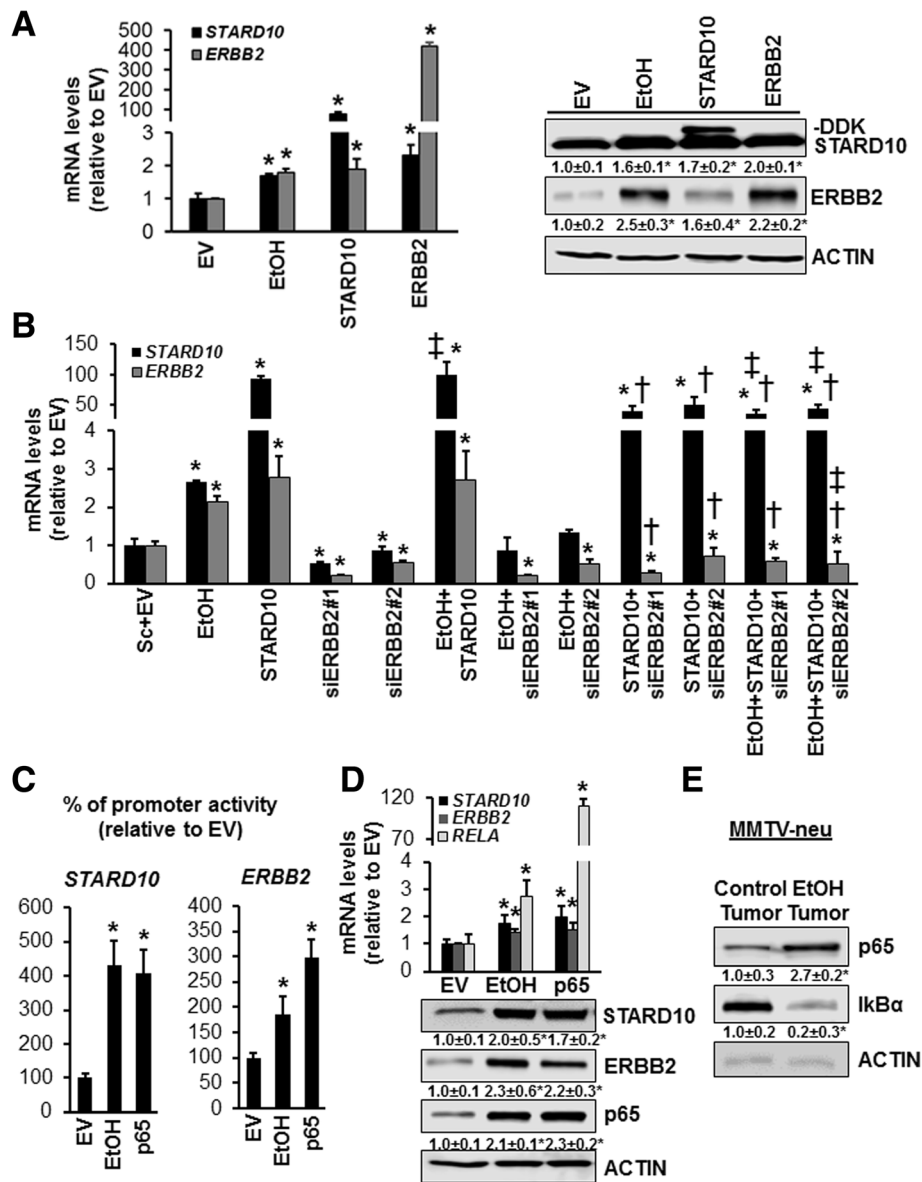 A
mRNA levels
(relative to EV)
500
400
300
200
100
3
2
1
0
STARD10
ERBB2
*
*
*
*
*
*
EV
EtOH
STARD10
ERBB2
EV
EtOH
STARD10
ERBB2
-DDK
STARD10
1.0±0.1 1.6±0.1* 1.7±0.2* 2.0±0.1*
ERBB2
1.0±0.2 2.5±0.3* 1.6±0.4* 2.2±0.2*
ACTIN
B
mRNA levels
(relative to EV)
150
100
50
4
3
2
1
0
STARD10
ERBB2
* * * * * * * * ‡ * * * * * † † * * † † * ‡ * † † * ‡ * † ‡ † *
Sc+EV
EtOH
STARD10
siERBB2#1
siERBB2#2
EtOH+
STARD10
EtOH+
siERBB2#1
EtOH+
siERBB2#2
STARD10+
siERBB2#1
STARD10+
siERBB2#2
EtOH+STARD10+
siERBB2#1
EtOH+STARD10+
siERBB2#2
C
% of promoter activity
(relative to EV)
STARD10
600
500
400
300
200
100
0
* *
EV
EtOH
p65
ERBB2
400
350
300
250
200
150
100
50
0
* *
EV
EtOH
p65
D
mRNA levels
(relative to EV)
120
70
4
3
2
1
0
STARD10
ERBB2
RELA
* * * * * *
EV EtOH p65
STARD10
1.0±0.1 2.0±0.5* 1.7±0.2*
ERBB2
1.0±0.1 2.3±0.6* 2.2±0.3*
p65
1.0±0.1 2.1±0.1* 2.3±0.2*
ACTIN
E
MMTV-neu
Control EtOH
Tumor Tumor
p65
1.0±0.3 2.7±0.2*
IkBα
1.0±0.2 0.2±0.3*
ACTIN